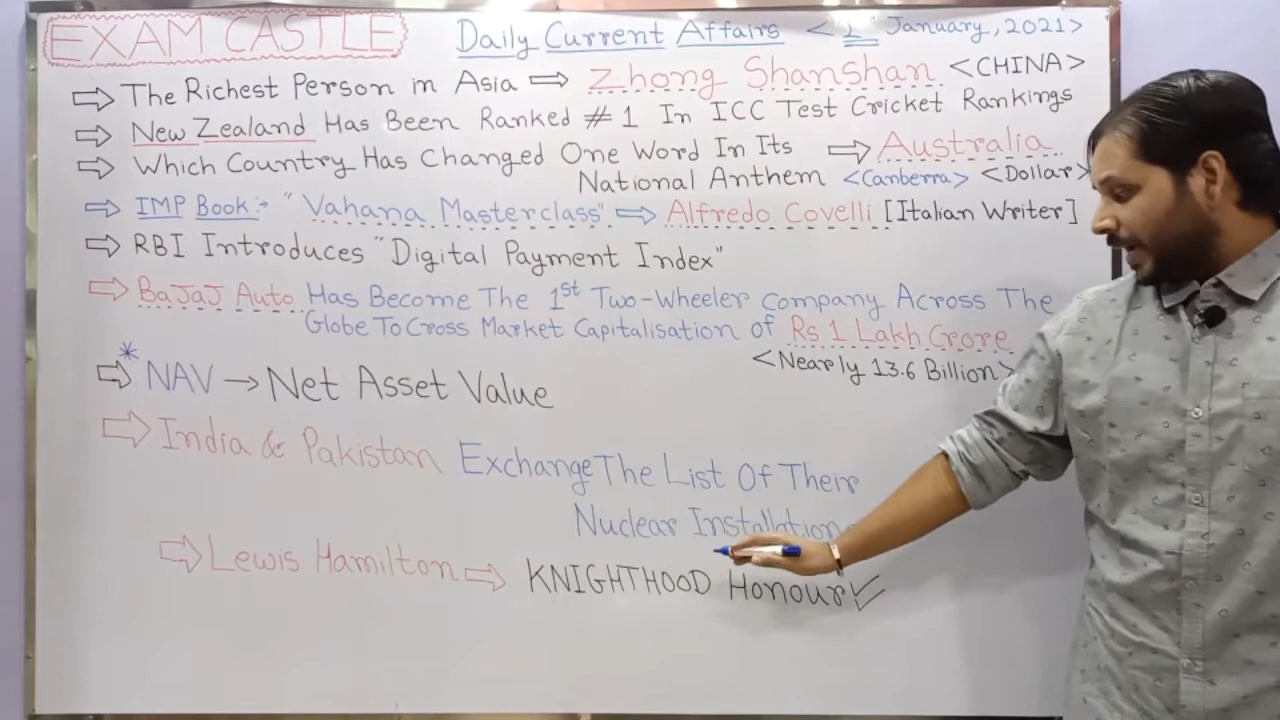 EXAM CASTLE Daily Current Affairs < 2nd January, 2021>
⇒ The Richest Person in Asia ⇒ Zhong Shanshan <CHINA>
⇒ New Zealand Has Been Ranked #1 In ICC Test Cricket Rankings
⇒ Which Country Has Changed One Word In Its ⇒ Australia
National Anthem <Canberra> <Dollar>
⇒ IMP Book:- "Vahana Masterclass" ⇒ Alfredo Covelli [Italian Writer]
⇒ RBI Introduces "Digital Payment Index"
⇒ BaJaJ Auto Has Become The 1st Two-Wheeler Company Across The
Globe To Cross Market Capitalisation of Rs 1 Lakh Crore
<Nearly 13.6 Billion>
*⇒ NAV → Net Asset Value
⇒ India & Pakistan Exchange The List Of Their
Nuclear Installation
⇒ Lewis Hamilton ⇒ KNIGHTHOOD Honour ✓